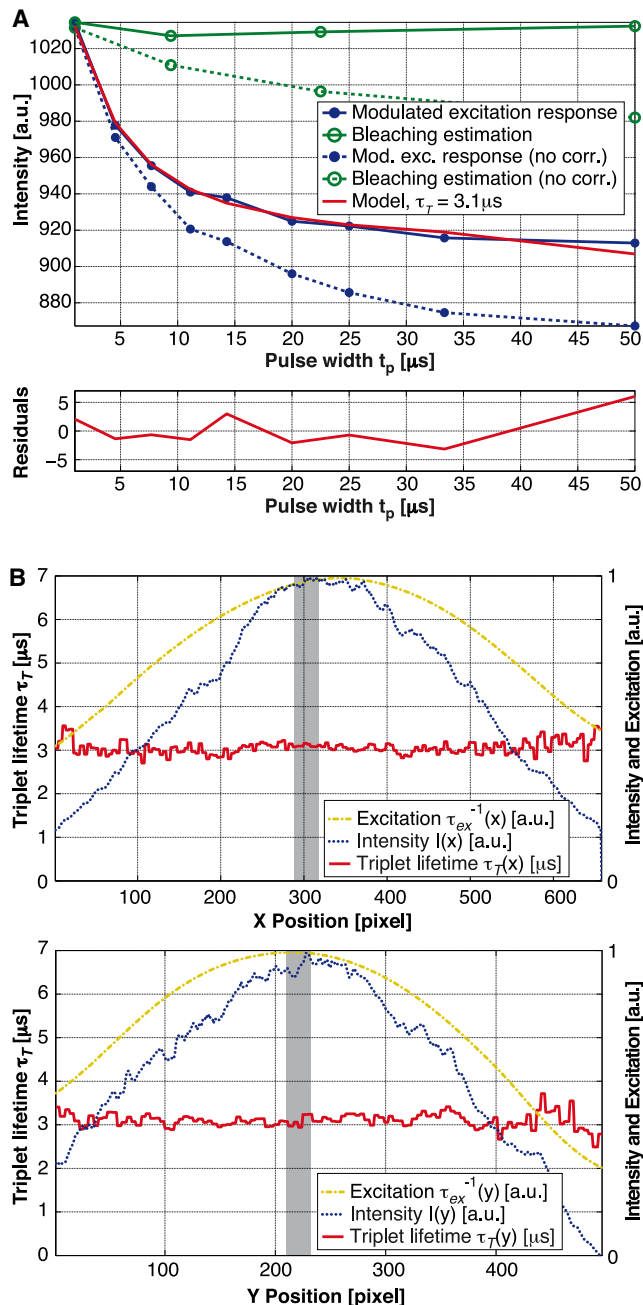 A
Intensity [a.u.]
1020
1000
980
960
940
920
900
880
Modulated excitation response
Bleaching estimation
Mod. exc. response (no corr.)
Bleaching estimation (no corr.)
Model, τT = 3.1μs
5 10 15 20 25 30 35 40 45 50
Pulse width tp [μs]
Residuals
5
0
−5
5 10 15 20 25 30 35 40 45 50
Pulse width tp [μs]
B
Triplet lifetime τT [μs]
7
6
5
4
3
2
1
0
1
0
Intensity and Excitation [a.u.]
Excitation τex⁻¹(x) [a.u.]
Intensity I(x) [a.u.]
Triplet lifetime τT(x) [μs]
100 200 300 400 500 600
X Position [pixel]
Triplet lifetime τT [μs]
7
6
5
4
3
2
1
0
1
0
Intensity and Excitation [a.u.]
Excitation τex⁻¹(y) [a.u.]
Intensity I(y) [a.u.]
Triplet lifetime τT(y) [μs]
100 200 300 400
Y Position [pixel]